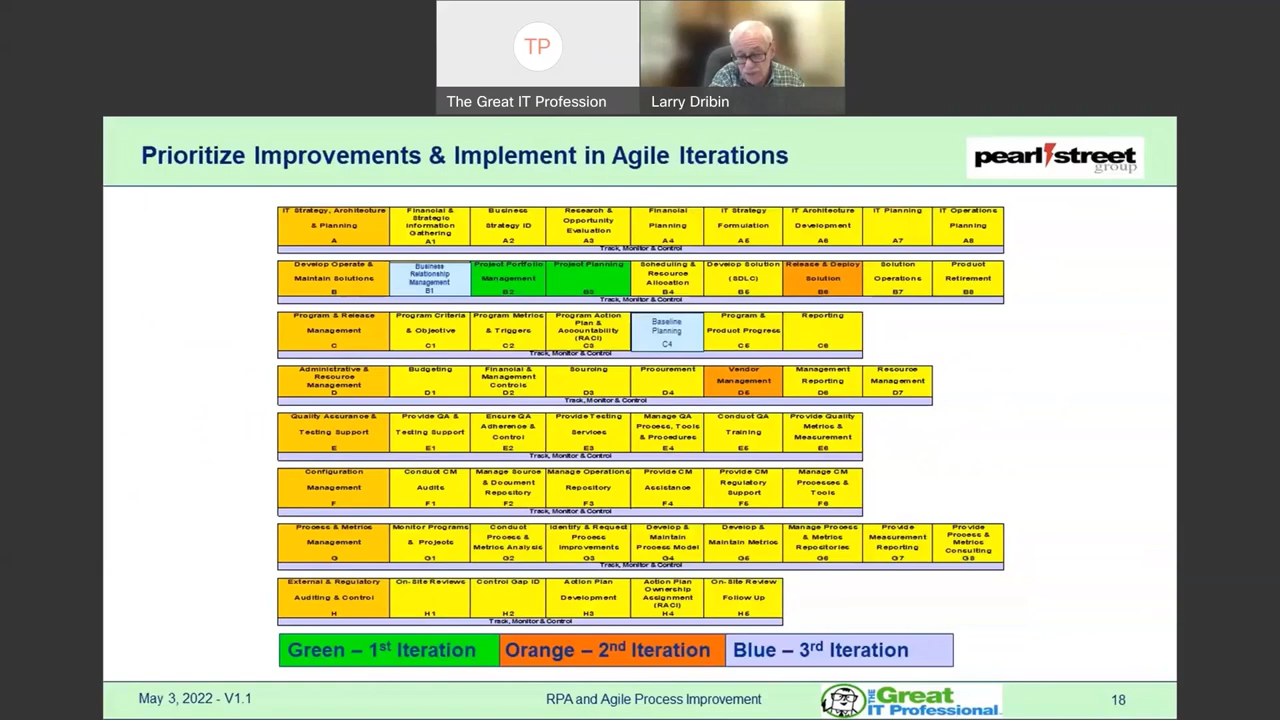 TP
The Great IT Profession
Larry Dribin
Prioritize Improvements & Implement in Agile Iterations
pearl street
group
IT Strategy, Architecture
& Planning
A
Financial &
Strategic
Information
Gathering
A1
Business
Strategy ID
A2
Research &
Opportunity
Evaluation
A3
Financial
Planning
A4
IT Strategy
Formulation
A5
IT Architecture
Development
A6
IT Planning
A7
IT Operations
Planning
A8
Track, Monitor & Control
Develop Operate &
Maintain Solutions
B
Business
Relationship
Management
B1
Project Portfolio
Management
B2
Project Planning
B3
Scheduling &
Resource
Allocation
B4
Develop Solution
(SDLC)
B5
Release & Deploy
Solution
B6
Solution
Operations
B7
Product
Retirement
B8
Track, Monitor & Control
Program & Release
Management
C
Program Criteria
& Objective
C1
Program Metrics
& Triggers
C2
Program Action
Plan &
Accountability
(RACI)
C3
Baseline
Planning
C4
Program &
Product Progress
C5
Reporting
C6
Track, Monitor & Control
Administrative &
Resource
Management
D
Budgeting
D1
Financial &
Management
Controls
D2
Sourcing
D3
Procurement
D4
Vendor
Management
D5
Management
Reporting
D6
Resource
Management
D7
Track, Monitor & Control
Quality Assurance &
Testing Support
E
Provide QA &
Testing Support
E1
Ensure QA
Adherence &
Control
E2
Provide Testing
Services
E3
Manage QA
Process, Tools
& Procedures
E4
Conduct QA
Training
E5
Provide Quality
Metrics &
Measurement
E6
Track, Monitor & Control
Configuration
Management
F
Conduct CM
Audits
F1
Manage Source
& Document
Repository
F2
Manage Operations
Repository
F3
Provide CM
Assistance
F4
Provide CM
Regulatory
Support
F5
Manage CM
Processes &
Tools
F6
Track, Monitor & Control
Process & Metrics
Management
G
Monitor Programs
& Projects
G1
Conduct
Process &
Metrics Analysis
G2
Identify & Request
Process
Improvements
G3
Develop &
Maintain
Process Model
G4
Develop &
Maintain Metrics
G5
Manage Process
& Metrics
Repositories
G6
Provide
Measurement
Reporting
G7
Provide
Process &
Metrics
Consulting
G8
Track, Monitor & Control
External & Regulatory
Auditing & Control
H
On-Site Reviews
H1
Control Gap ID
H2
Action Plan
Development
H3
Action Plan
Ownership
Assignment
(RACI)
H4
On-Site Review
Follow Up
H5
Track, Monitor & Control
Green – 1st Iteration
Orange – 2nd Iteration
Blue – 3rd Iteration
May 3, 2022 - V1.1
RPA and Agile Process Improvement
THE Great
IT Professional
18